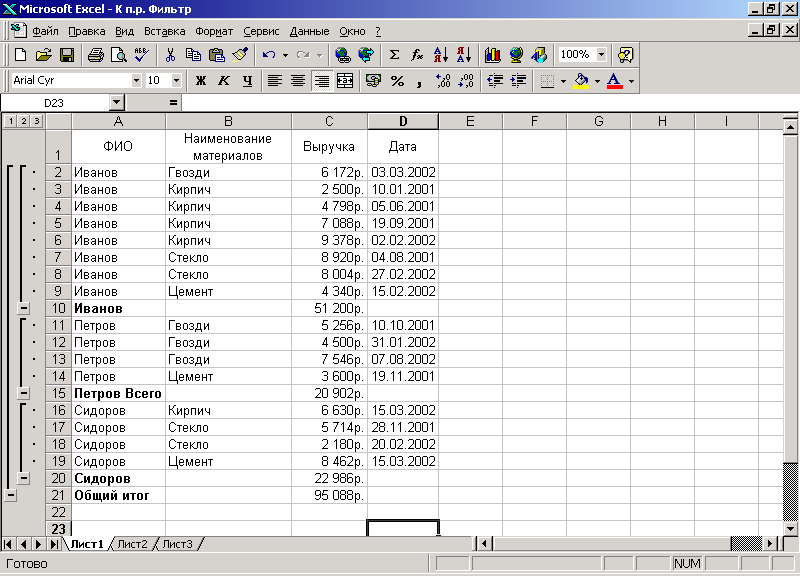 Microsoft Excel - К п.р. Фильтр
Файл Правка Вид Вставка Формат Сервис Данные Окно ?
100%
Arial Cyr 10 Ж К Ч
D23 =
1 2 3 A B C D E F G H I
1 ФИО Наименование материалов Выручка Дата
2 Иванов Гвозди 6 172р. 03.03.2002
3 Иванов Кирпич 2 500р. 10.01.2001
4 Иванов Кирпич 4 798р. 05.06.2001
5 Иванов Кирпич 7 088р. 19.09.2001
6 Иванов Кирпич 9 378р. 02.02.2002
7 Иванов Стекло 8 920р. 04.08.2001
8 Иванов Стекло 8 004р. 27.02.2002
9 Иванов Цемент 4 340р. 15.02.2002
10 Иванов 51 200р.
11 Петров Гвозди 5 256р. 10.10.2001
12 Петров Гвозди 4 500р. 31.01.2002
13 Петров Гвозди 7 546р. 07.08.2002
14 Петров Цемент 3 600р. 19.11.2001
15 Петров Всего 20 902р.
16 Сидоров Кирпич 6 630р. 15.03.2002
17 Сидоров Стекло 5 714р. 28.11.2001
18 Сидоров Стекло 2 180р. 20.02.2002
19 Сидоров Цемент 8 462р. 15.03.2002
20 Сидоров 22 986р.
21 Общий итог 95 088р.
22
23
Лист1 Лист2 Лист3
Готово NUM